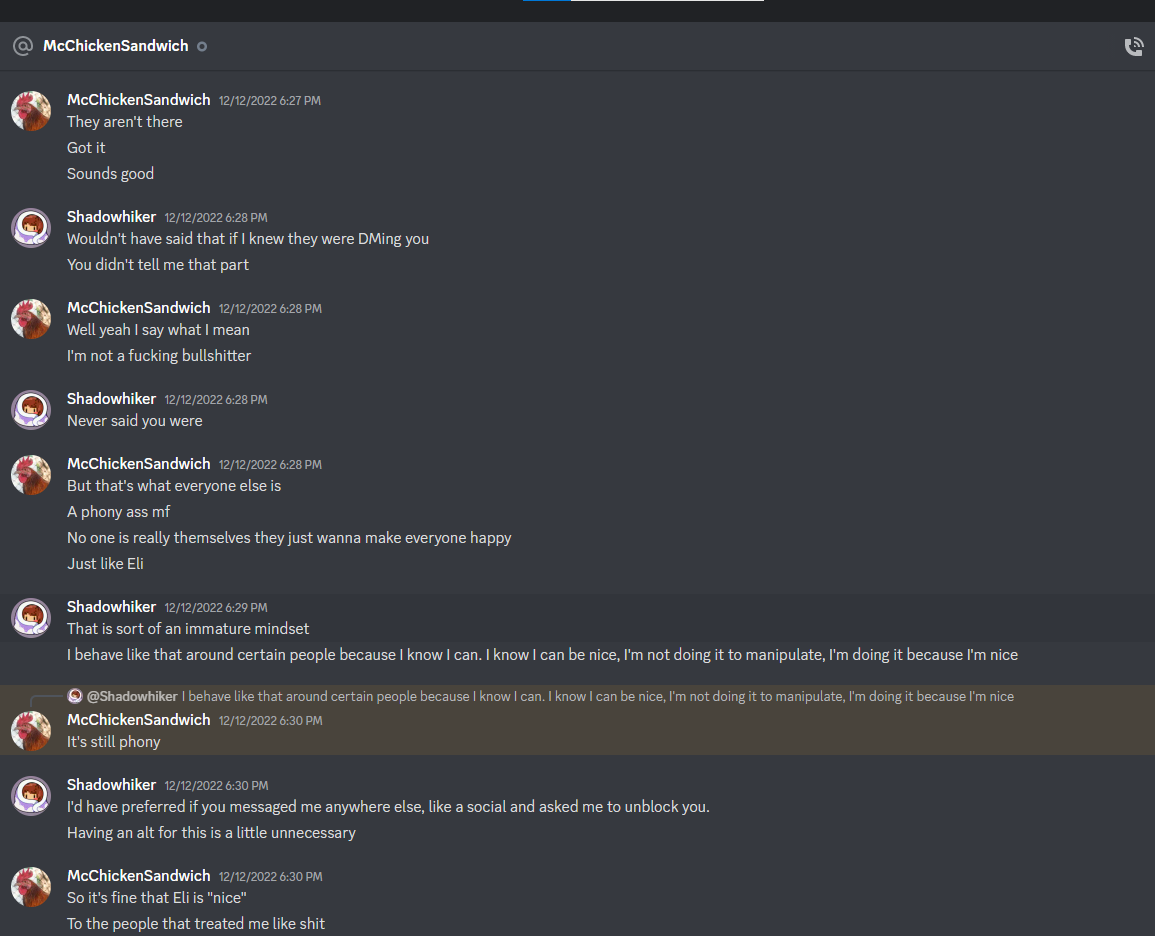 McChickenSandwich
McChickenSandwich 12/12/2022 6:27 PM
They aren't there
Got it
Sounds good
Shadowhiker 12/12/2022 6:28 PM
Wouldn't have said that if I knew they were DMing you
You didn't tell me that part
McChickenSandwich 12/12/2022 6:28 PM
Well yeah I say what I mean
I'm not a fucking bullshitter
Shadowhiker 12/12/2022 6:28 PM
Never said you were
McChickenSandwich 12/12/2022 6:28 PM
But that's what everyone else is
A phony ass mf
No one is really themselves they just wanna make everyone happy
Just like Eli
Shadowhiker 12/12/2022 6:29 PM
That is sort of an immature mindset
I behave like that around certain people because I know I can. I know I can be nice, I'm not doing it to manipulate, I'm doing it because I'm nice
@Shadowhiker I behave like that around certain people because I know I can. I know I can be nice, I'm not doing it to manipulate, I'm doing it because I'm nice
McChickenSandwich 12/12/2022 6:30 PM
It's still phony
Shadowhiker 12/12/2022 6:30 PM
I'd have preferred if you messaged me anywhere else, like a social and asked me to unblock you.
Having an alt for this is a little unnecessary
McChickenSandwich 12/12/2022 6:30 PM
So it's fine that Eli is "nice"
To the people that treated me like shit